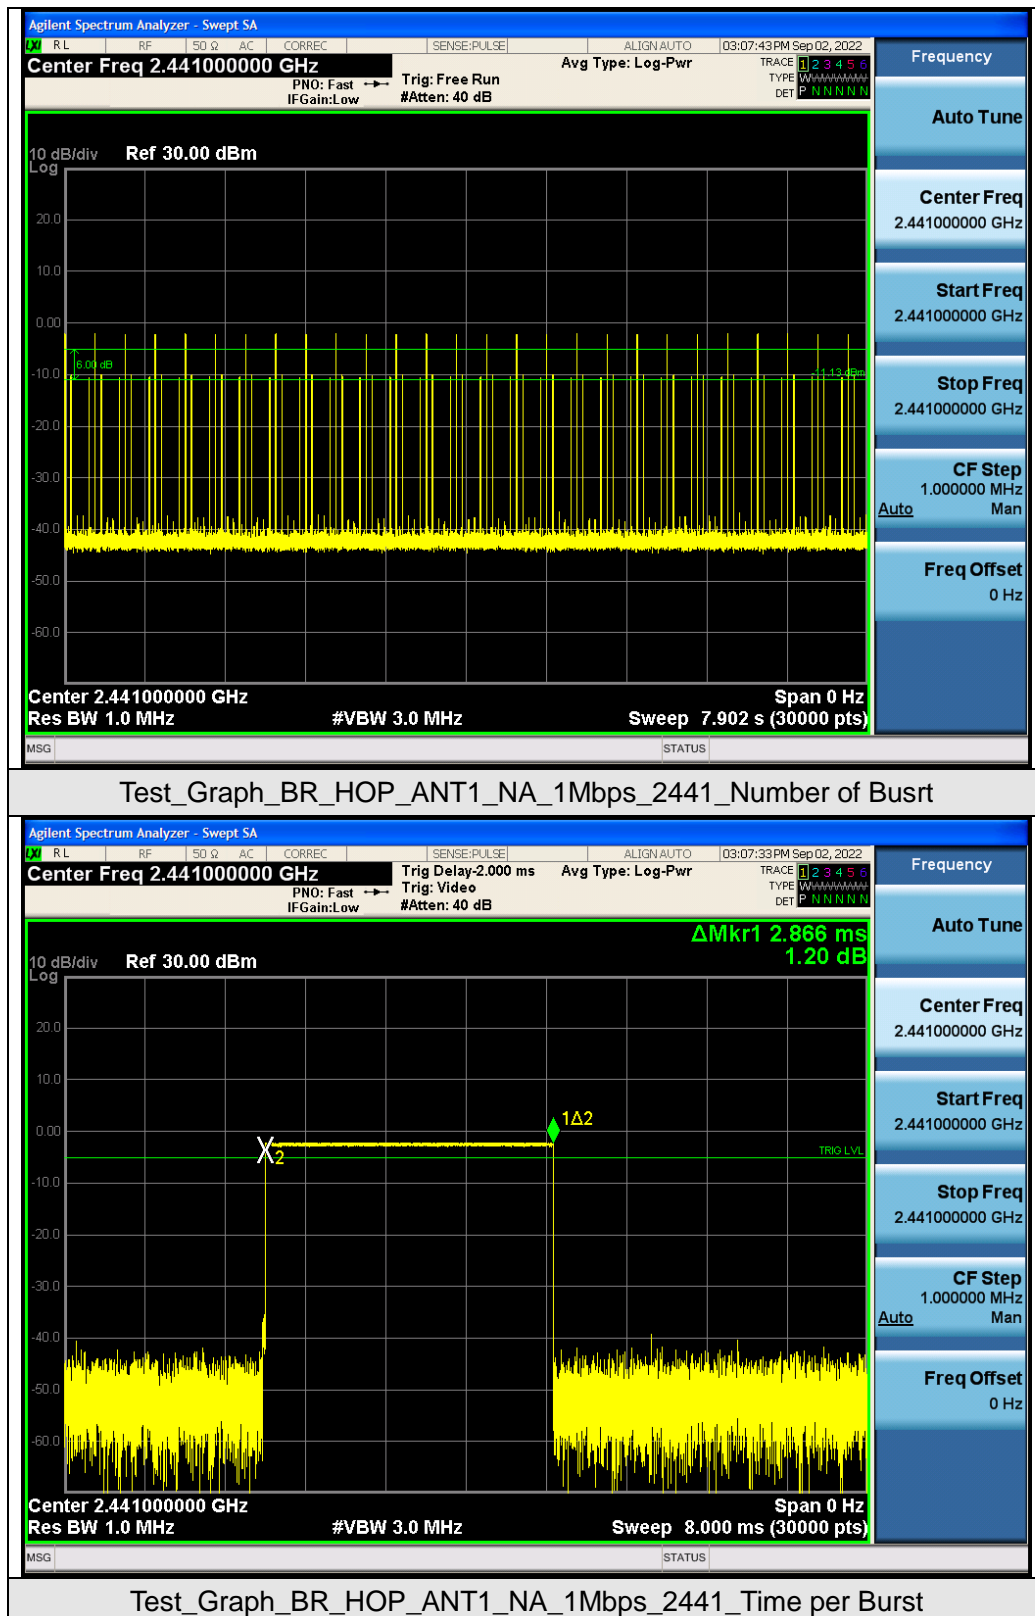 Agilent Spectrum Analyzer - Swept SA
LXI RL RF 50 Ω AC CORREC SENSE:PULSE ALIGN AUTO 03:07:43 PM Sep 02, 2022
Center Freq 2.441000000 GHz
PNO: Fast
IFGain:Low
Trig: Free Run
#Atten: 40 dB
Avg Type: Log-Pwr
TRACE 1 2 3 4 5 6
TYPE
DET P N N N N N
10 dB/div Ref 30.00 dBm
Log
20.0
10.0
0.00
6.00 dB
-10.0
-11.13 dBm
-20.0
-30.0
-40.0
-50.0
-60.0
Center 2.441000000 GHz Span 0 Hz
Res BW 1.0 MHz #VBW 3.0 MHz Sweep 7.902 s (30000 pts)
MSG STATUS
Frequency
Auto Tune
Center Freq
2.441000000 GHz
Start Freq
2.441000000 GHz
Stop Freq
2.441000000 GHz
CF Step
1.000000 MHz
Auto Man
Freq Offset
0 Hz
Test_Graph_BR_HOP_ANT1_NA_1Mbps_2441_Number of Busrt
Agilent Spectrum Analyzer - Swept SA
LXI RL RF 50 Ω AC CORREC SENSE:PULSE ALIGN AUTO 03:07:33 PM Sep 02, 2022
Center Freq 2.441000000 GHz
PNO: Fast
IFGain:Low
Trig Delay-2.000 ms
Trig: Video
#Atten: 40 dB
Avg Type: Log-Pwr
TRACE 1 2 3 4 5 6
TYPE
DET P N N N N N
ΔMkr1 2.866 ms
1.20 dB
10 dB/div Ref 30.00 dBm
Log
20.0
10.0
0.00
1Δ2
X2
TRIG LVL
-10.0
-20.0
-30.0
-40.0
-50.0
-60.0
Center 2.441000000 GHz Span 0 Hz
Res BW 1.0 MHz #VBW 3.0 MHz Sweep 8.000 ms (30000 pts)
MSG STATUS
Frequency
Auto Tune
Center Freq
2.441000000 GHz
Start Freq
2.441000000 GHz
Stop Freq
2.441000000 GHz
CF Step
1.000000 MHz
Auto Man
Freq Offset
0 Hz
Test_Graph_BR_HOP_ANT1_NA_1Mbps_2441_Time per Burst